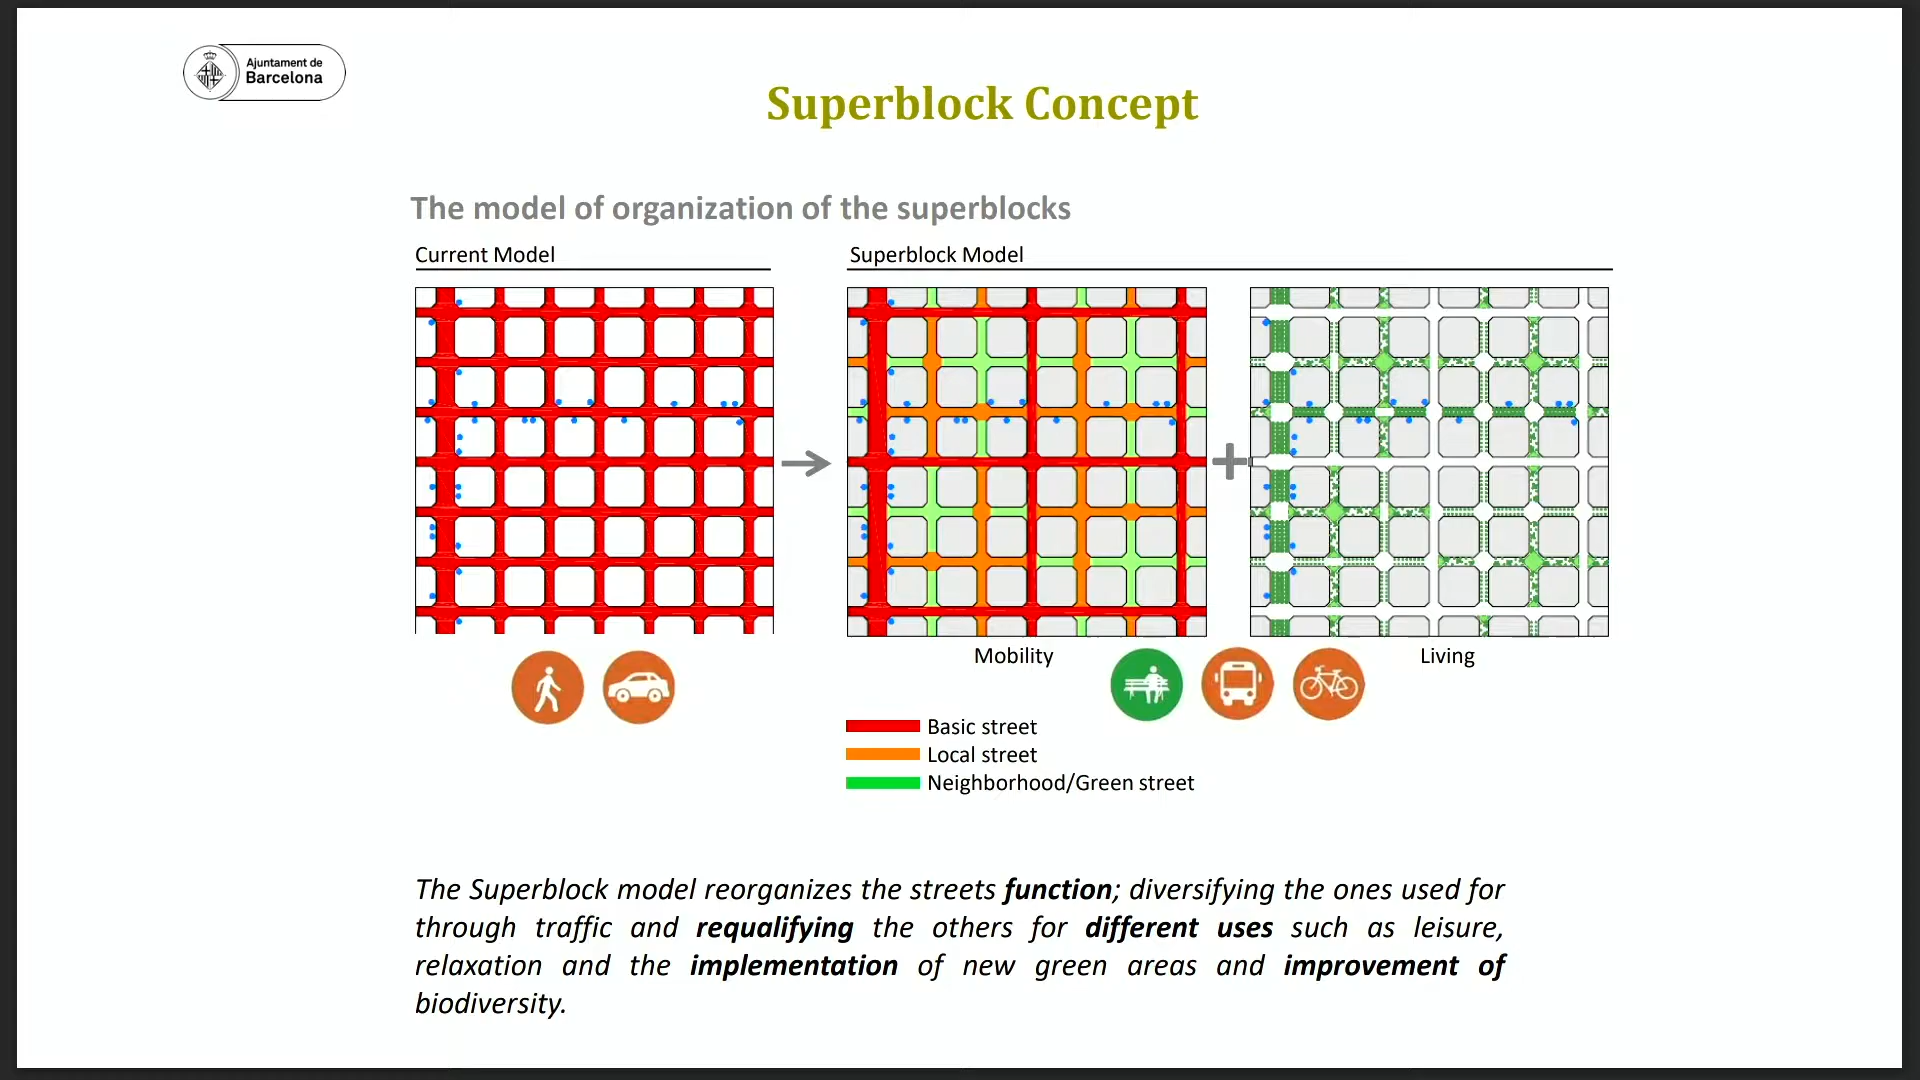 Ajuntament de
Barcelona
Superblock Concept
The model of organization of the superblocks
Current Model
Superblock Model
Mobility
Living
Basic street
Local street
Neighborhood/Green street
The Superblock model reorganizes the streets function; diversifying the ones used for
through traffic and requalifying the others for different uses such as leisure,
relaxation and the implementation of new green areas and improvement of
biodiversity.